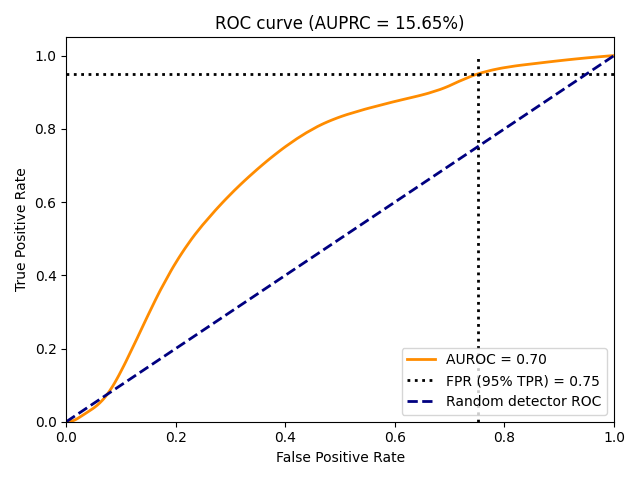 ROC curve (AUPRC = 15.65%)
True Positive Rate
1.0
0.8
0.6
0.4
0.2
0.0
AUROC = 0.70
FPR (95% TPR) = 0.75
Random detector ROC
0.0 0.2 0.4 0.6 0.8 1.0
False Positive Rate